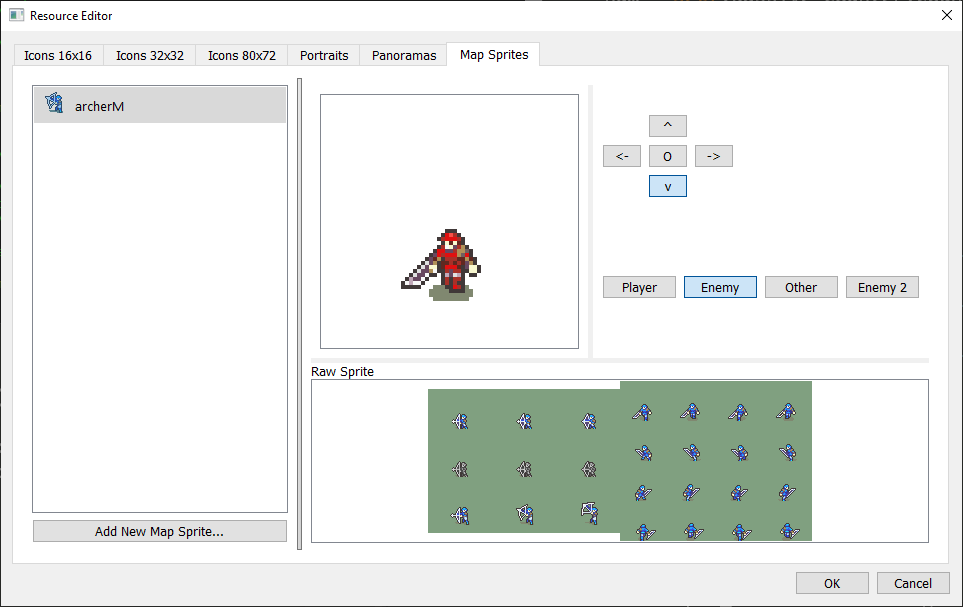 Resource Editor
Icons 16x16 Icons 32x32 Icons 80x72 Portraits Panoramas Map Sprites
archerM
^
<- O ->
v
Player Enemy Other Enemy 2
Raw Sprite
Add New Map Sprite...
OK Cancel